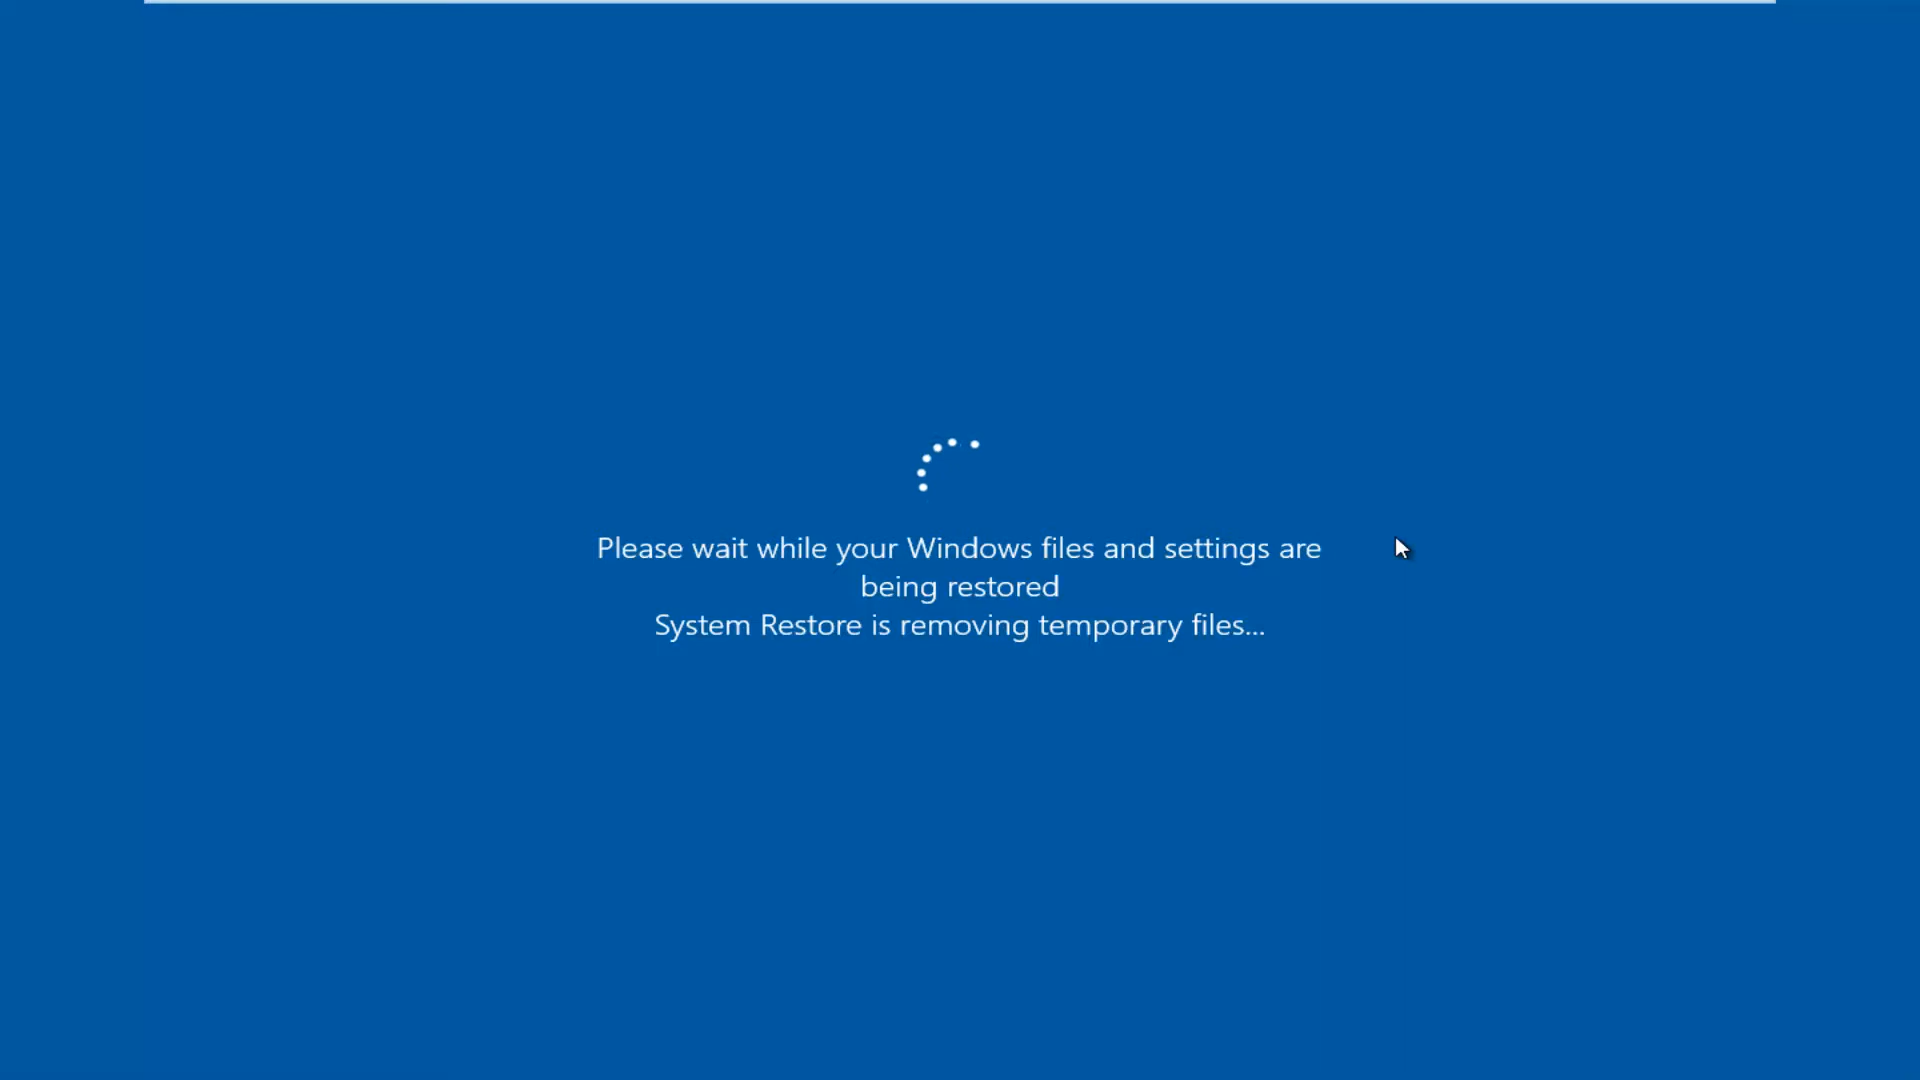 Please wait while your Windows files and settings are
being restored
System Restore is removing temporary files...